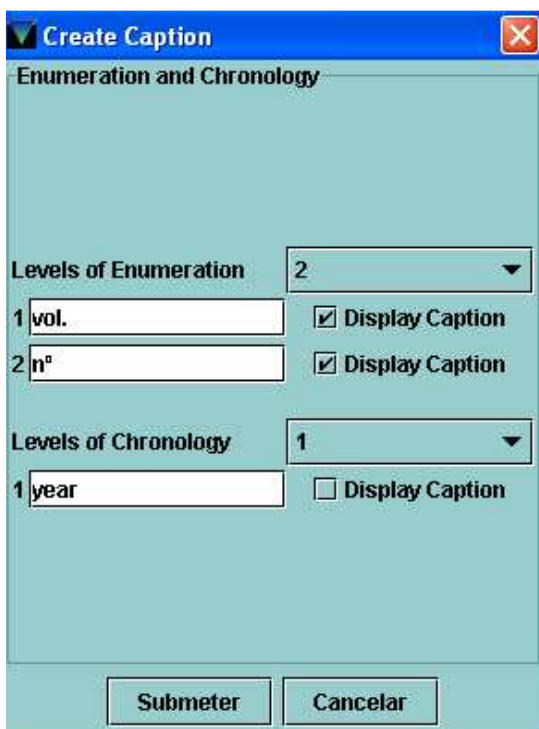 Create Caption
Enumeration and Chronology
Levels of Enumeration 2
1 vol. Display Caption
2 nº Display Caption
Levels of Chronology 1
1 year Display Caption
Submeter Cancelar